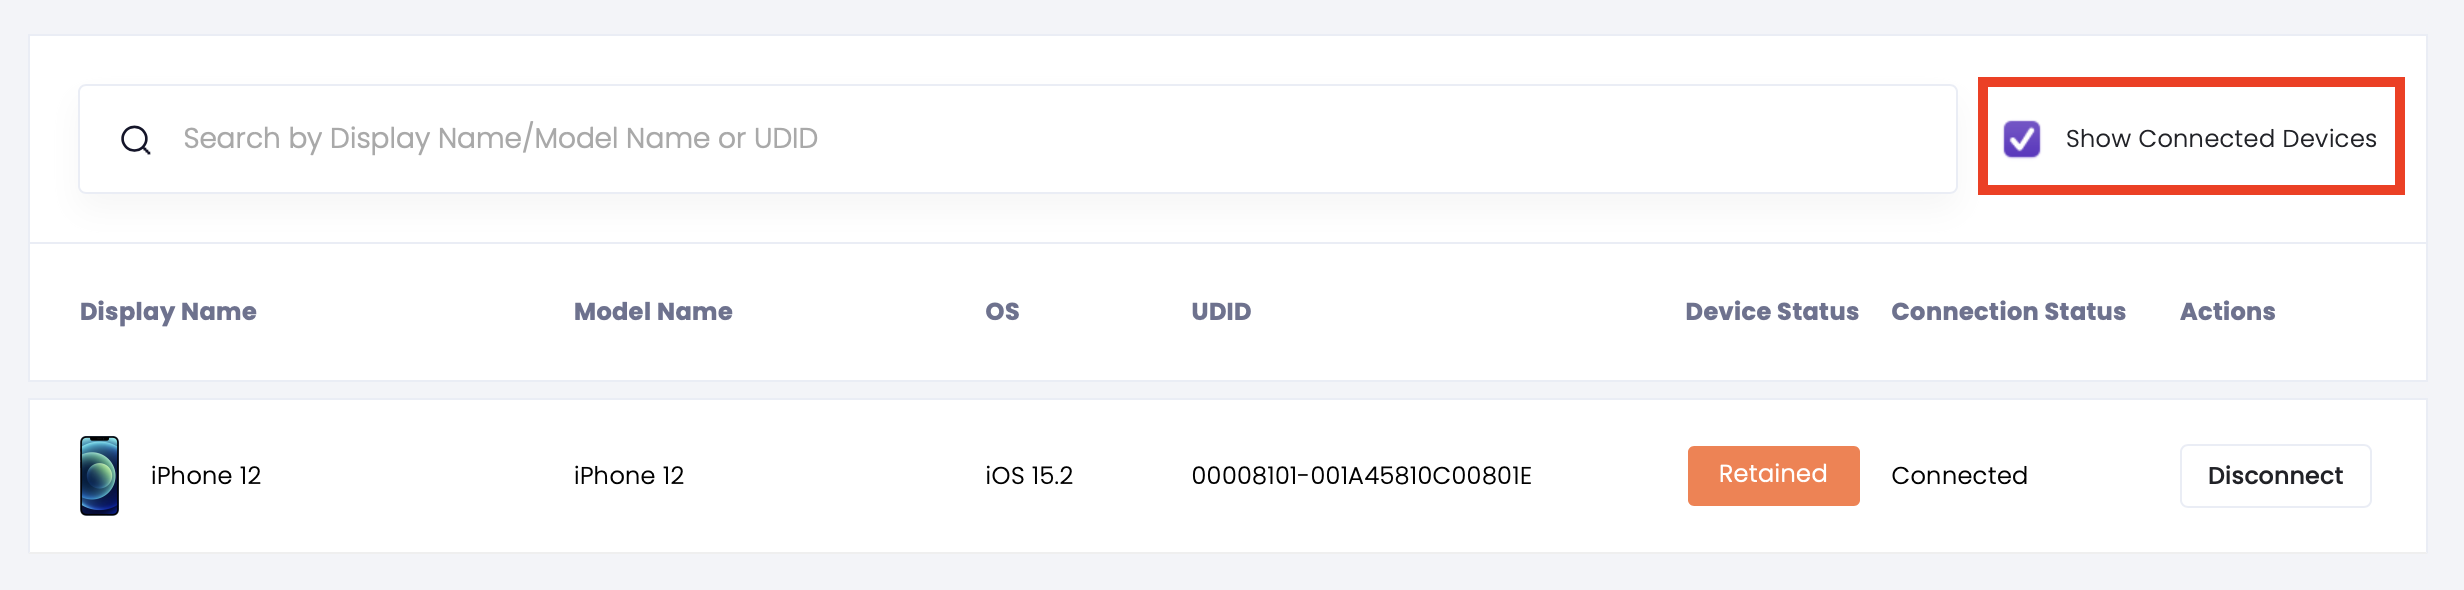 Search by Display Name/Model Name or UDID
Show Connected Devices
Display Name Model Name OS UDID Device Status Connection Status Actions
iPhone 12 iPhone 12 iOS 15.2 00008101-001A45810C00801E Retained Connected Disconnect